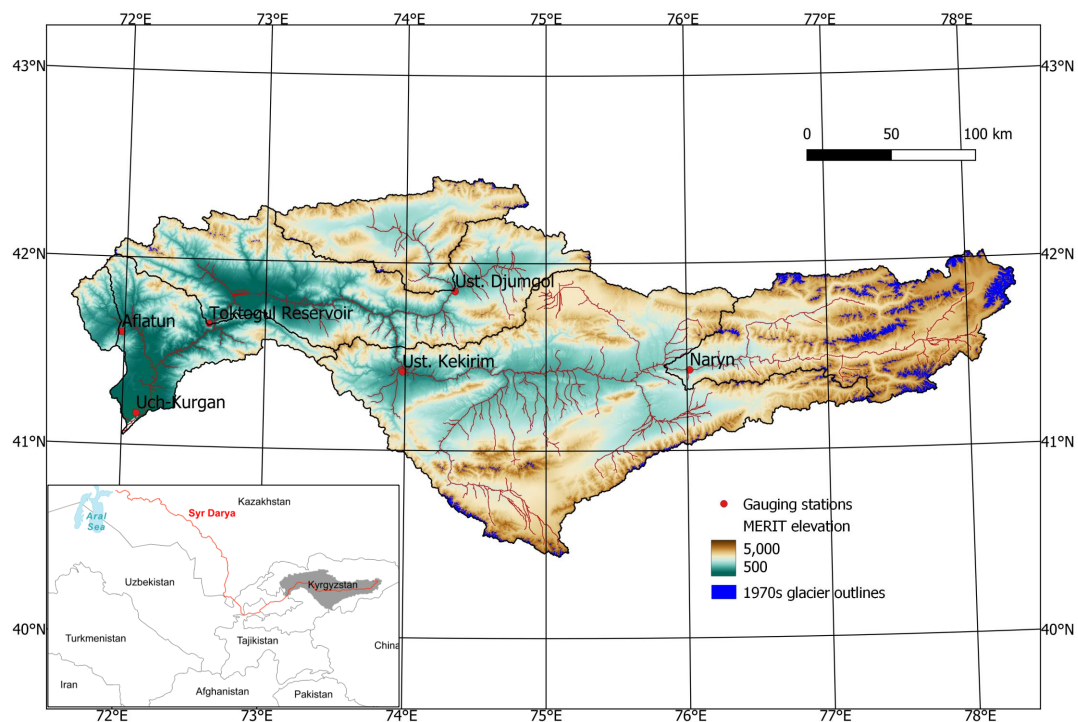 72°E 73°E 74°E 75°E 76°E 77°E 78°E
43°N 43°N
0 50 100 km
42°N 42°N
Ust. Djumgol
Toktogul Reservoir
Aflatun
Ust. Kekirim
Naryn
Uch-Kurgan
41°N 41°N
Gauging stations
MERIT elevation
5,000
500
1970s glacier outlines
Kazakhstan
Aral
Sea
Syr Darya
Uzbekistan
Kyrgyzstan
Turkmenistan
Tajikistan
China
Iran
Afghanistan
Pakistan
40°N 40°N
72°E 73°E 74°E 75°E 76°E 77°E 78°E